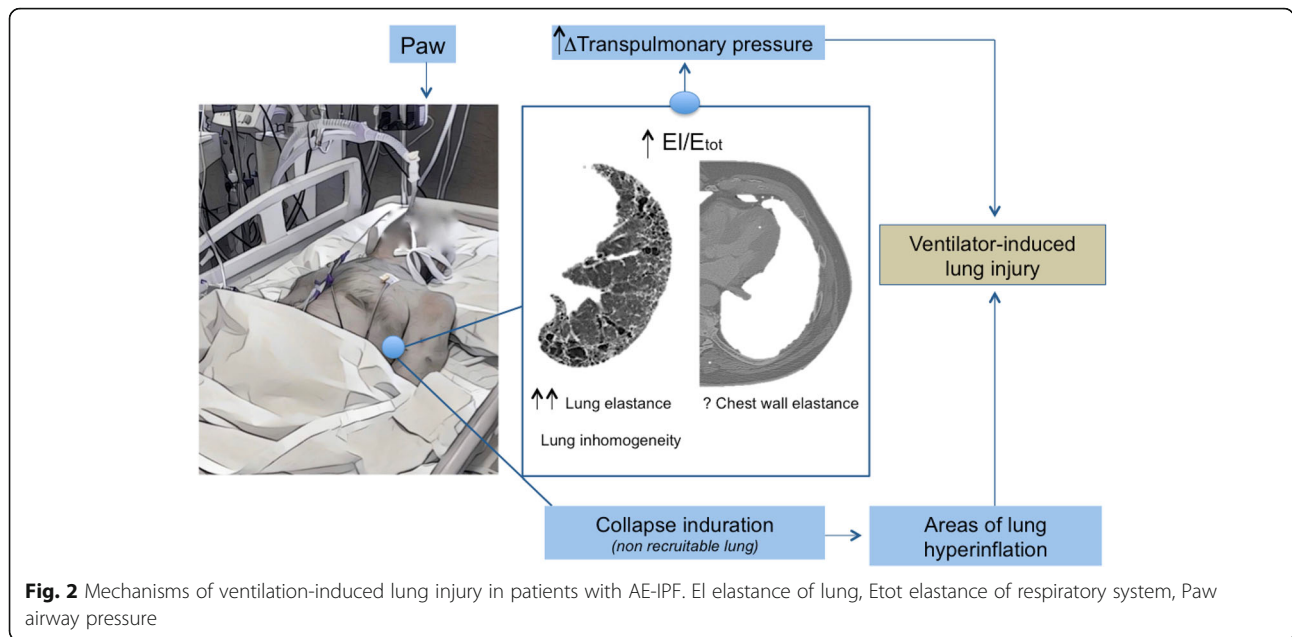 Paw
↑ΔTranspulmonary pressure
↑ El/Etot
↑↑ Lung elastance
? Chest wall elastance
Lung inhomogeneity
Ventilator-induced
lung injury
Collapse induration
(non recruitable lung)
Areas of lung
hyperinflation
Fig. 2 Mechanisms of ventilation-induced lung injury in patients with AE-IPF. El elastance of lung, Etot elastance of respiratory system, Paw
airway pressure